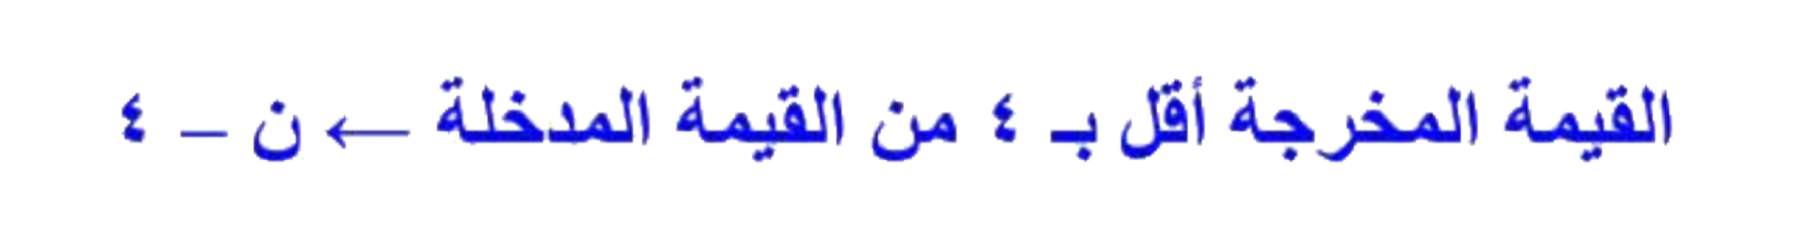 القيمة المخرجة أقل بـ ٤ من القيمة المدخلة ← ن – ٤